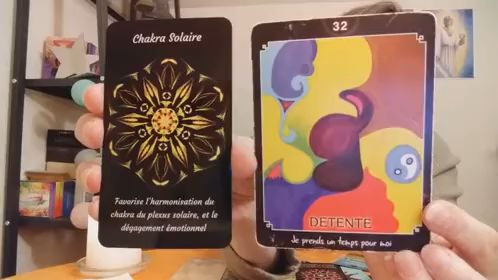 Chakra Solaire
Favorise l'harmonisation du
chakra du plexus solaire, et le
dégagement émotionnel
32
DETENTE
Je prends un temps pour moi